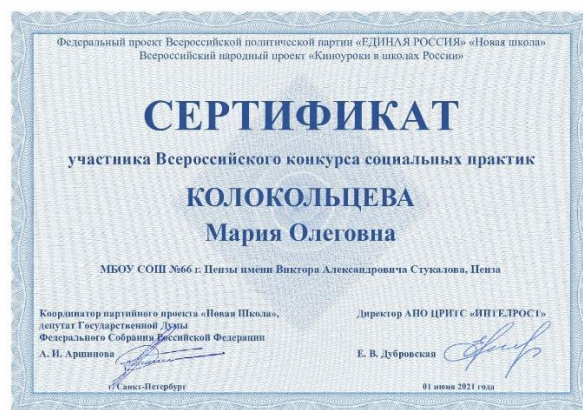 Федеральный проект Всероссийской политической партии «ЕДИНАЯ РОССИЯ» «Новая школа»
Всероссийский народный проект «Киноуроки в школах России»
СЕРТИФИКАТ
участника Всероссийского конкурса социальных практик
КОЛОКОЛЬЦЕВА
Мария Олеговна
МБОУ СОШ №66 г. Пензы имени Виктора Александровича Стукалова, Пенза
Координатор партийного проекта «Новая Школа»,
депутат Государственной Думы
Федерального Собрания Российской Федерации
А. И. Аршинова
Директор АНО ЦРИТС «ИНТЕЛРОСТ»
Е. В. Дубровская
г. Санкт-Петербург
01 июня 2021 года